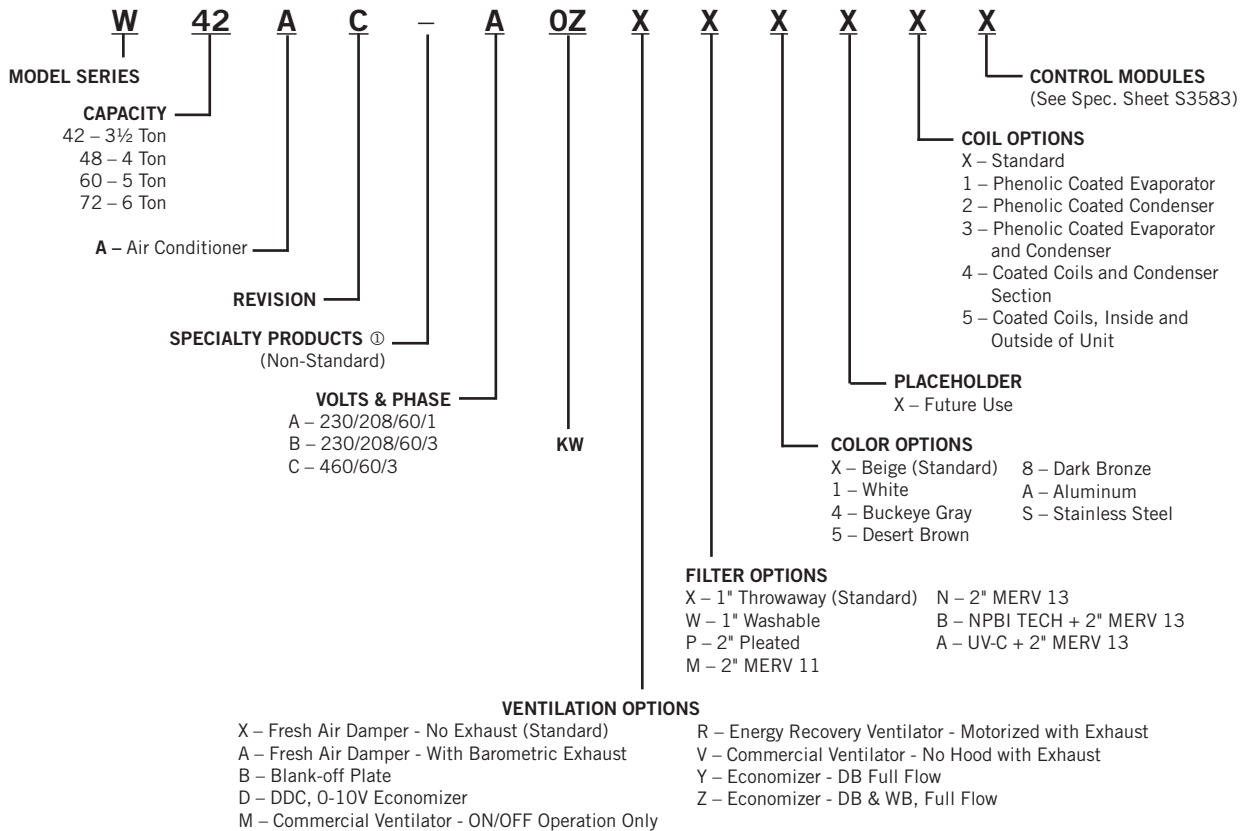 W 42 A C – A 0Z X X X X X X
MODEL SERIES
CAPACITY
42 – 3½ Ton
48 – 4 Ton
60 – 5 Ton
72 – 6 Ton
A – Air Conditioner
REVISION
SPECIALTY PRODUCTS ①
(Non-Standard)
VOLTS & PHASE
A – 230/208/60/1
B – 230/208/60/3
C – 460/60/3
KW
VENTILATION OPTIONS
X – Fresh Air Damper - No Exhaust (Standard)
A – Fresh Air Damper - With Barometric Exhaust
B – Blank-off Plate
D – DDC, 0-10V Economizer
M – Commercial Ventilator - ON/OFF Operation Only
R – Energy Recovery Ventilator - Motorized with Exhaust
V – Commercial Ventilator - No Hood with Exhaust
Y – Economizer - DB Full Flow
Z – Economizer - DB & WB, Full Flow
FILTER OPTIONS
X – 1" Throwaway (Standard)
W – 1" Washable
P – 2" Pleated
M – 2" MERV 11
N – 2" MERV 13
B – NPBI TECH + 2" MERV 13
A – UV-C + 2" MERV 13
COLOR OPTIONS
X – Beige (Standard)
1 – White
4 – Buckeye Gray
5 – Desert Brown
8 – Dark Bronze
A – Aluminum
S – Stainless Steel
PLACEHOLDER
X – Future Use
COIL OPTIONS
X – Standard
1 – Phenolic Coated Evaporator
2 – Phenolic Coated Condenser
3 – Phenolic Coated Evaporator
and Condenser
4 – Coated Coils and Condenser
Section
5 – Coated Coils, Inside and
Outside of Unit
CONTROL MODULES
(See Spec. Sheet S3583)